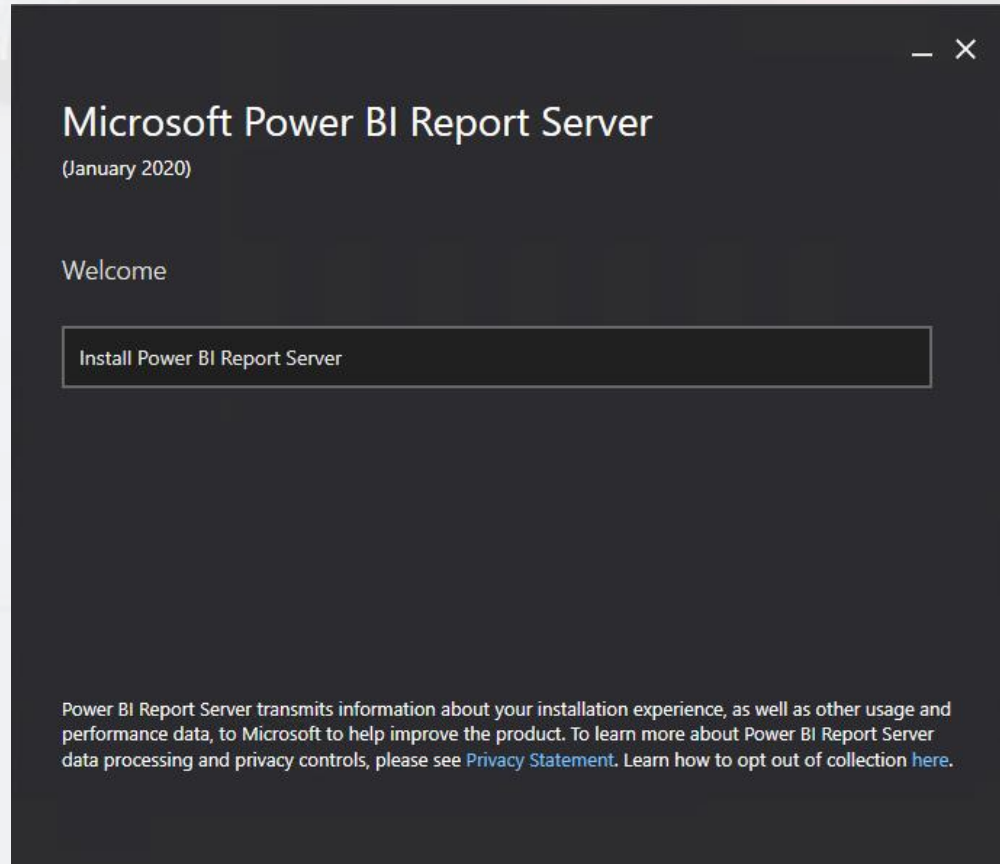 Microsoft Power BI Report Server
(January 2020)
Welcome
Install Power BI Report Server
Power BI Report Server transmits information about your installation experience, as well as other usage and
performance data, to Microsoft to help improve the product. To learn more about Power BI Report Server
data processing and privacy controls, please see Privacy Statement. Learn how to opt out of collection here.